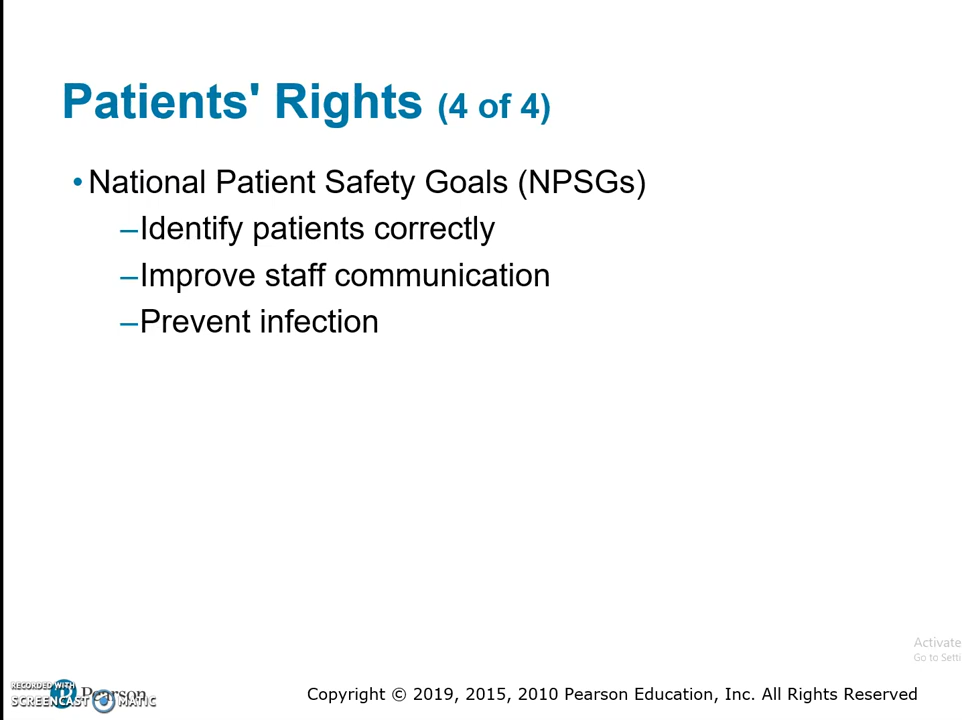 Patients' Rights (4 of 4)
• National Patient Safety Goals (NPSGs)
–Identify patients correctly
–Improve staff communication
–Prevent infection
Activate
Go to Setti
RECORDED WITH
SCREENCAST MATIC
Pearson
Copyright © 2019, 2015, 2010 Pearson Education, Inc. All Rights Reserved